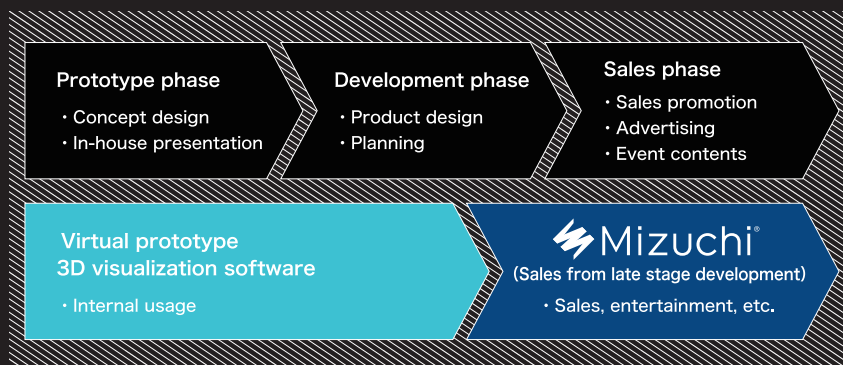 Prototype phase
・Concept design
・In-house presentation
Development phase
・Product design
・Planning
Sales phase
・Sales promotion
・Advertising
・Event contents
Virtual prototype
3D visualization software
・Internal usage
Mizuchi®
(Sales from late stage development)
・Sales, entertainment, etc.